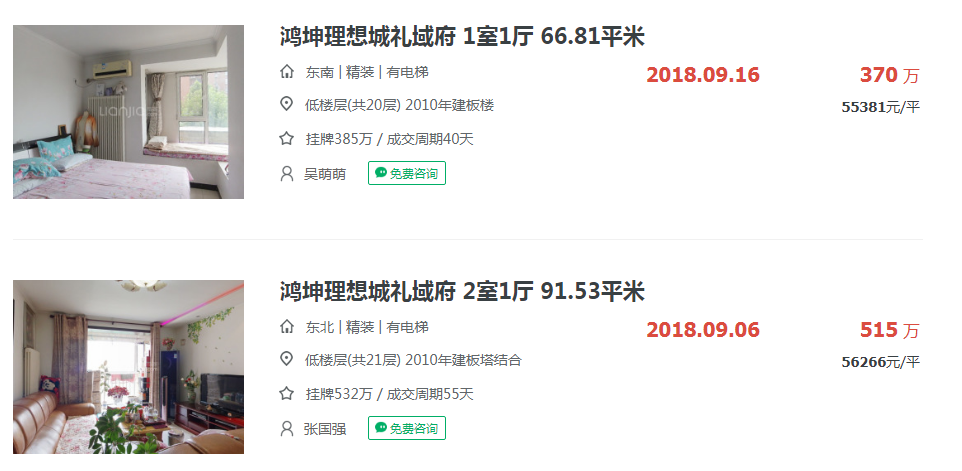 鸿坤理想城礼域府 1室1厅 66.81平米
东南 | 精装 | 有电梯
2018.09.16
370 万
低楼层(共20层) 2010年建板楼
55381元/平
挂牌385万 / 成交周期40天
吴萌萌
免费咨询
LIANJIA
鸿坤理想城礼域府 2室1厅 91.53平米
东北 | 精装 | 有电梯
2018.09.06
515 万
低楼层(共21层) 2010年建板塔结合
56266元/平
挂牌532万 / 成交周期55天
张国强
免费咨询